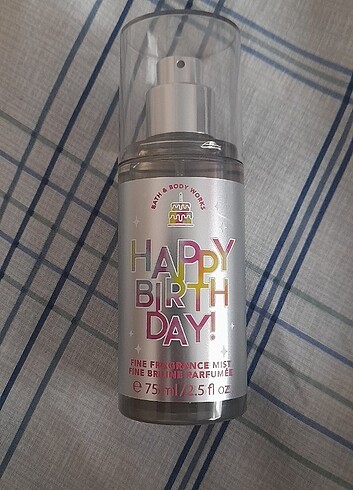 BATH & BODY WORKS
HAPPY
BIRTH
DAY!
FINE FRAGRANCE MIST
FINE BRUME PARFUMÉE
℮ 75 ml/2.5 fl oz